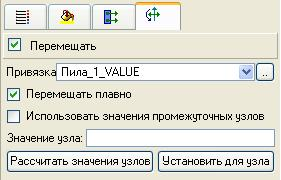 Перемещать
Привязка Пила_1_VALUE ..
Перемещать плавно
Использовать значения промежуточных узлов
Значение узла:
Рассчитать значения узлов Установить для узла